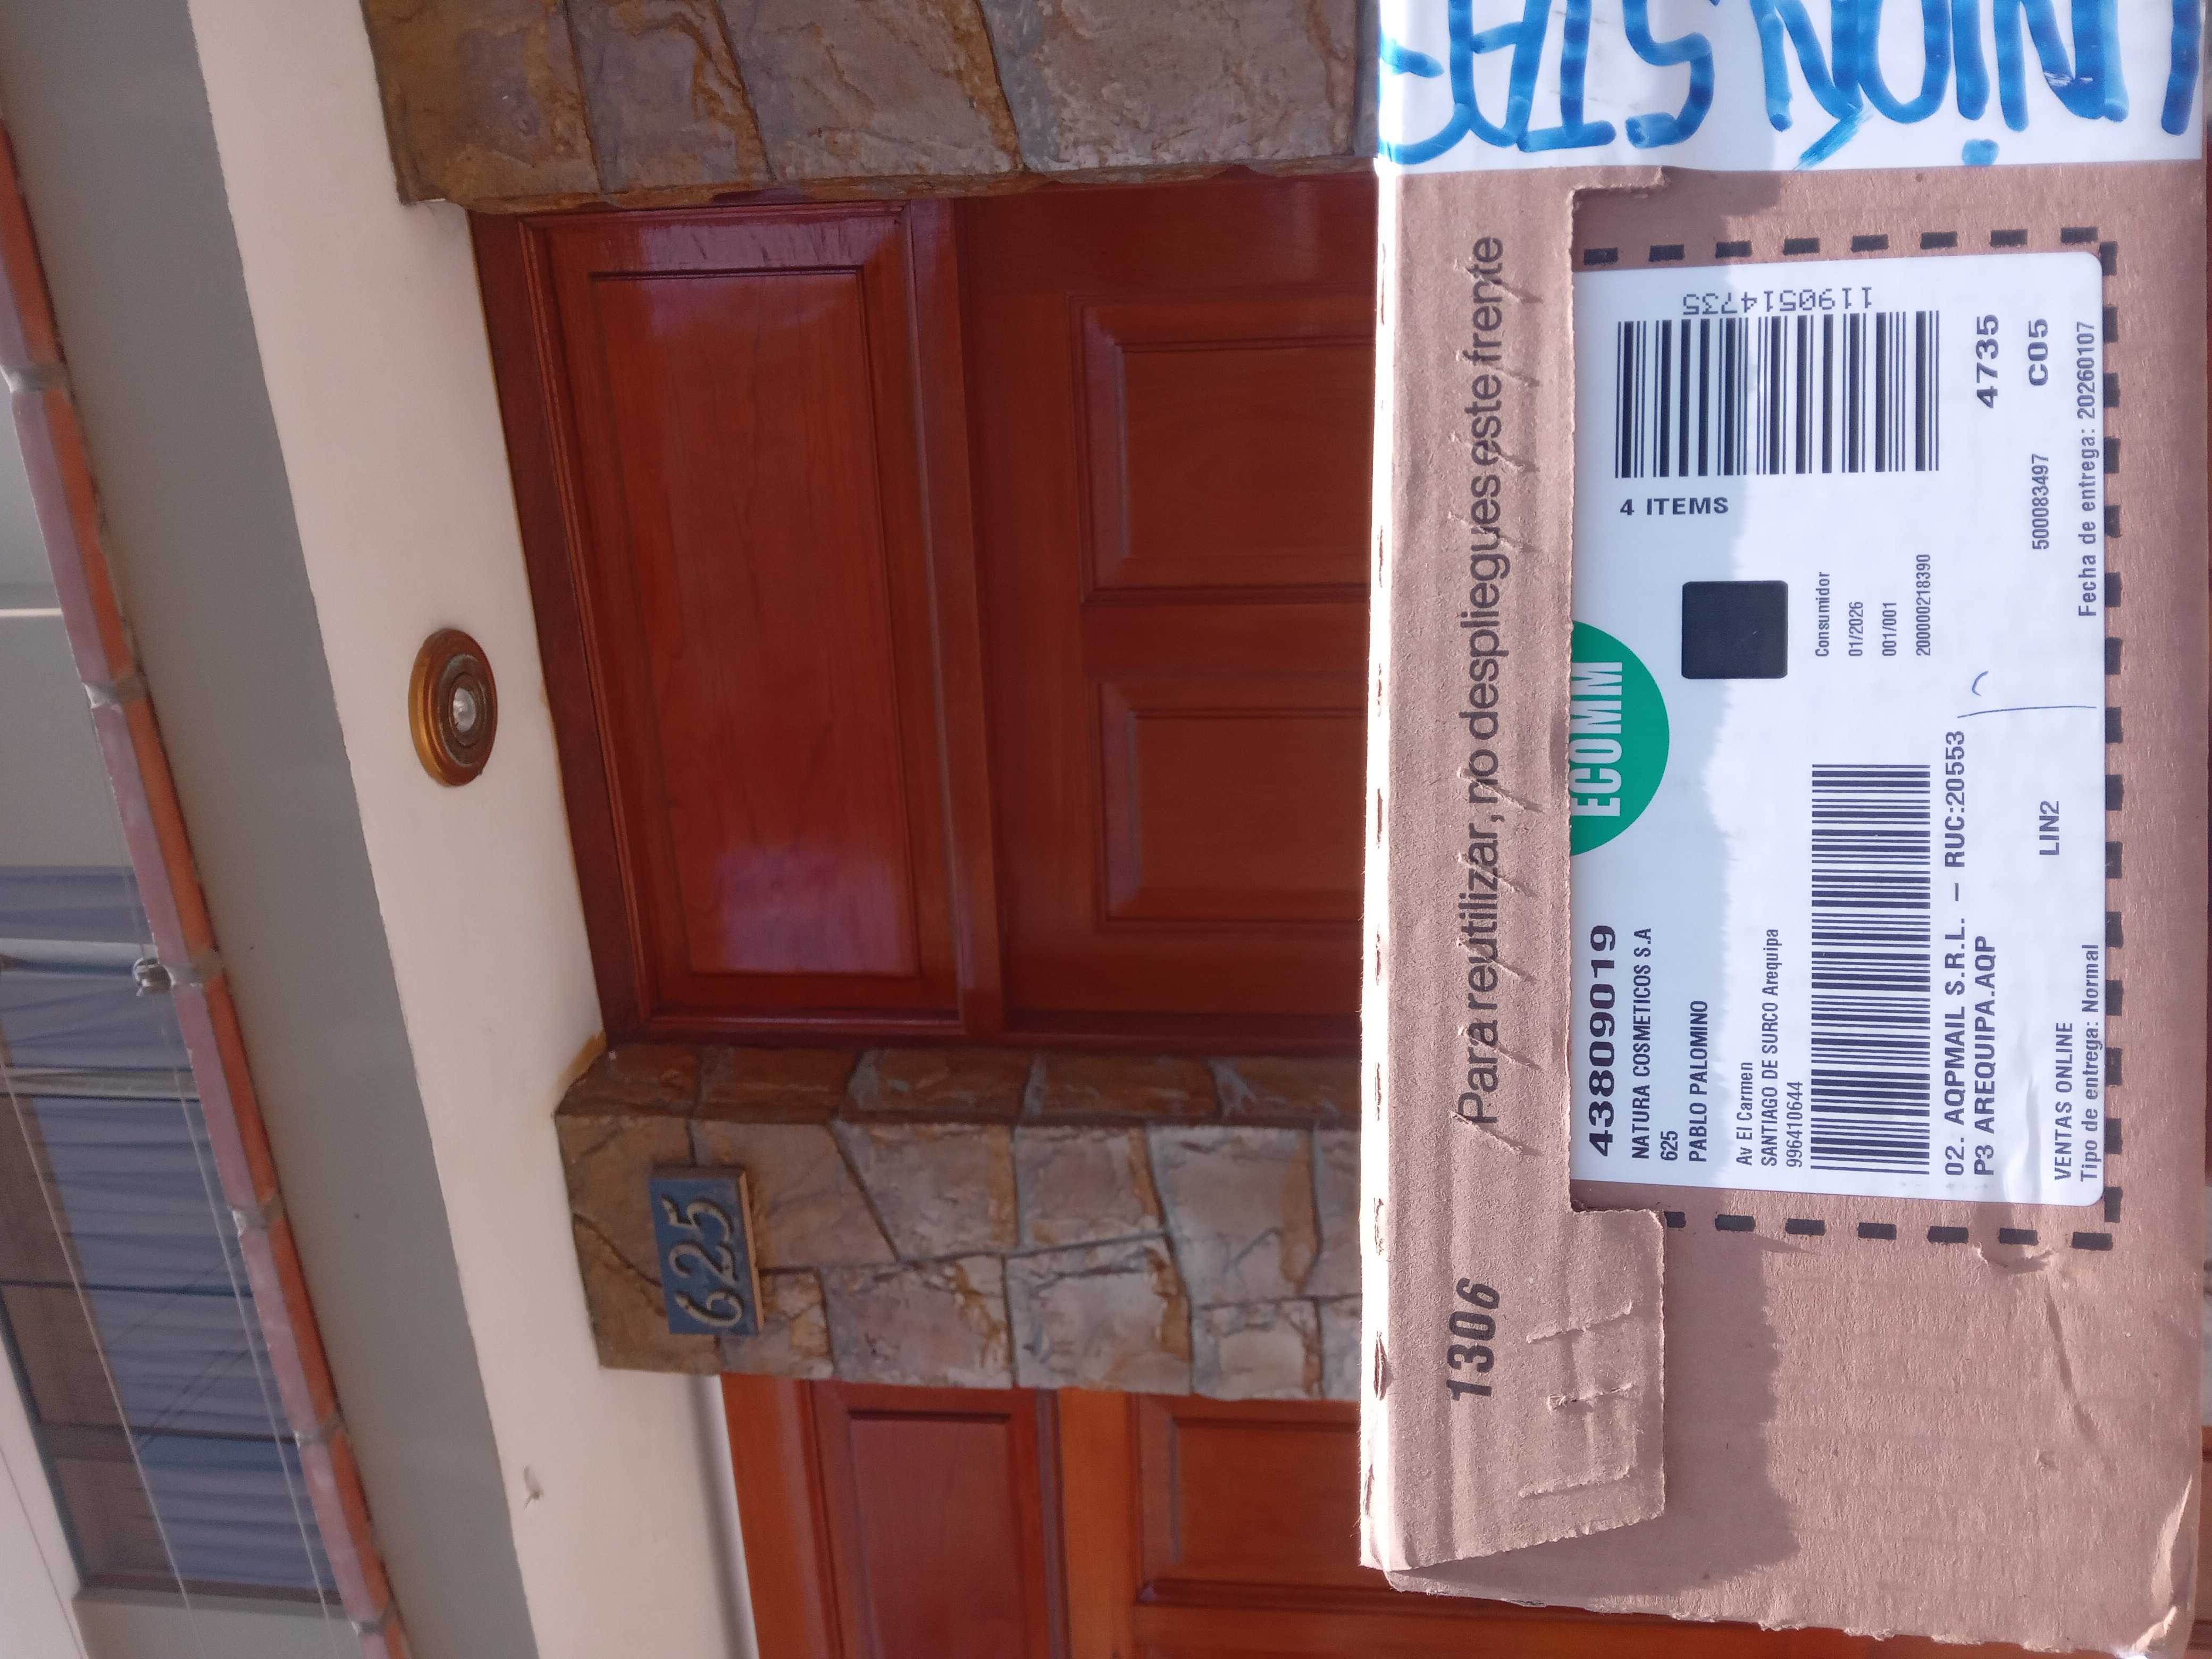 625
1306 Para reutilizar, no despliegues este frente
43809019
NATURA COSMETICOS S.A
625
PABLO PALOMINO
Av El Carmen
SANTIAGO DE SURCO Arequipa
996410644
ECOMM
4 ITEMS
1190514735
Consumidor
01/2026
001/001
200000218390
02. AQPMAIL S.R.L. – RUC:20553
P3 AREQUIPA.AQP
4735
LIN2
500083497
C05
VENTAS ONLINE
Tipo de entrega: Normal
Fecha de entrega: 20260107